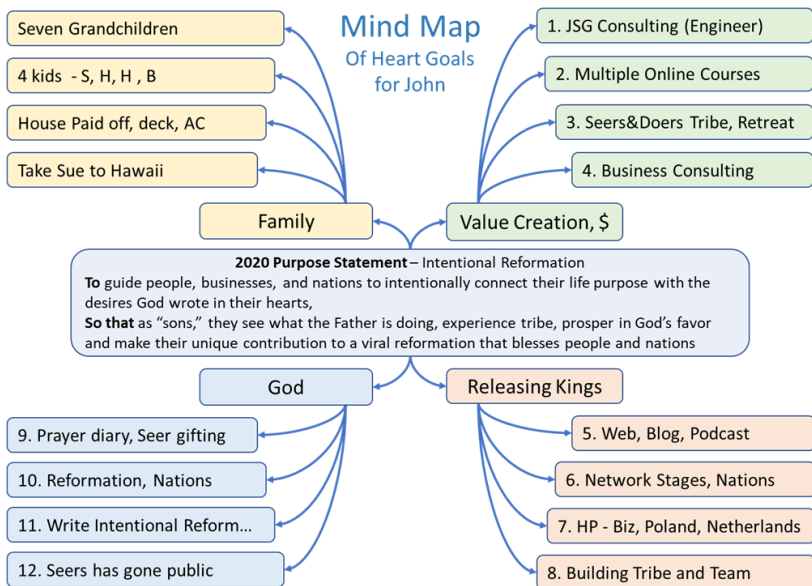 Mind Map
Of Heart Goals
for John
Seven Grandchildren
4 kids - S, H, H , B
House Paid off, deck, AC
Take Sue to Hawaii
Family
1. JSG Consulting (Engineer)
2. Multiple Online Courses
3. Seers&Doers Tribe, Retreat
4. Business Consulting
Value Creation, $
2020 Purpose Statement – Intentional Reformation
To guide people, businesses, and nations to intentionally connect their life purpose with the
desires God wrote in their hearts,
So that as “sons,” they see what the Father is doing, experience tribe, prosper in God’s favor
and make their unique contribution to a viral reformation that blesses people and nations
God
9. Prayer diary, Seer gifting
10. Reformation, Nations
11. Write Intentional Reform...
12. Seers has gone public
Releasing Kings
5. Web, Blog, Podcast
6. Network Stages, Nations
7. HP - Biz, Poland, Netherlands
8. Building Tribe and Team